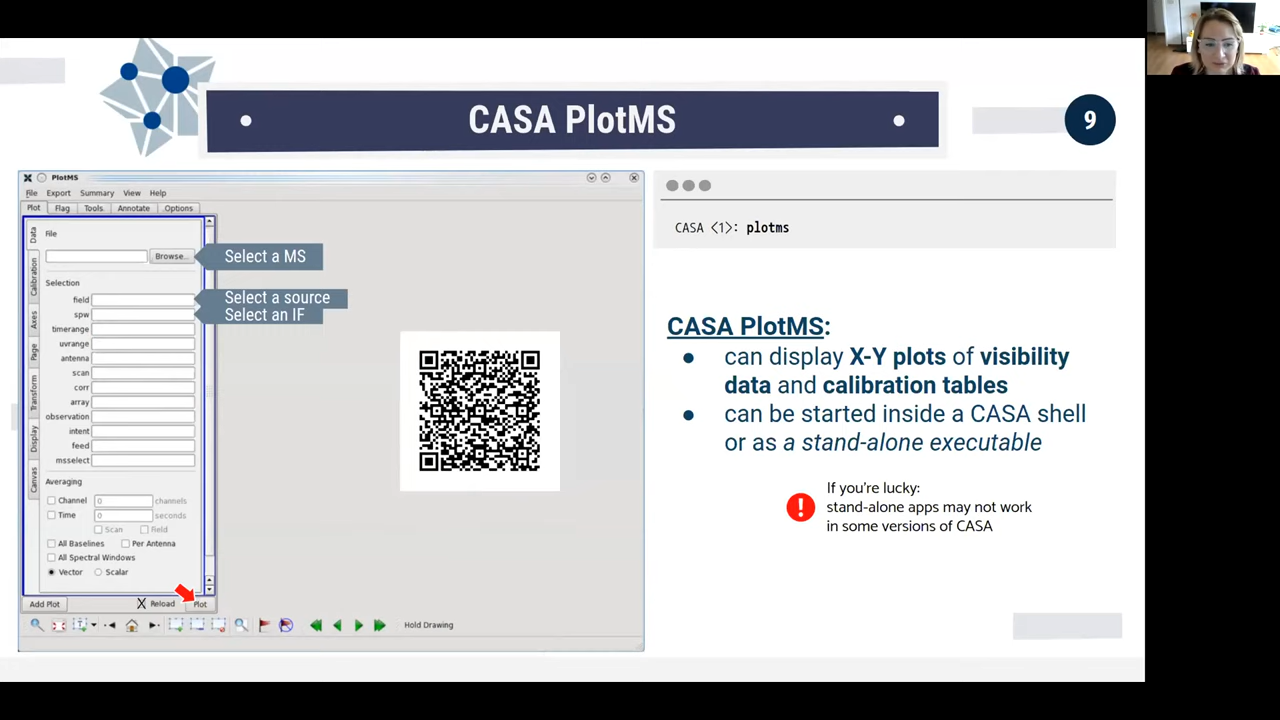 CASA PlotMS
9
PlotMS
File Export Summary View Help
Plot Flag Tools Annotate Options
Data
Calibration
Axes
Page
Transform
Display
Canvas
File
Browse...
Select a MS
Selection
field
Select a source
spw
Select an IF
timerange
uvrange
antenna
scan
corr
array
observation
intent
feed
msselect
Averaging
Channel 0 channels
Time 0 seconds
Scan Field
All Baselines Per Antenna
All Spectral Windows
Vector Scalar
Add Plot Reload Plot
Hold Drawing
CASA <1>: plotms
CASA PlotMS:
● can display X-Y plots of visibility
data and calibration tables
● can be started inside a CASA shell
or as a stand-alone executable
!
If you're lucky:
stand-alone apps may not work
in some versions of CASA